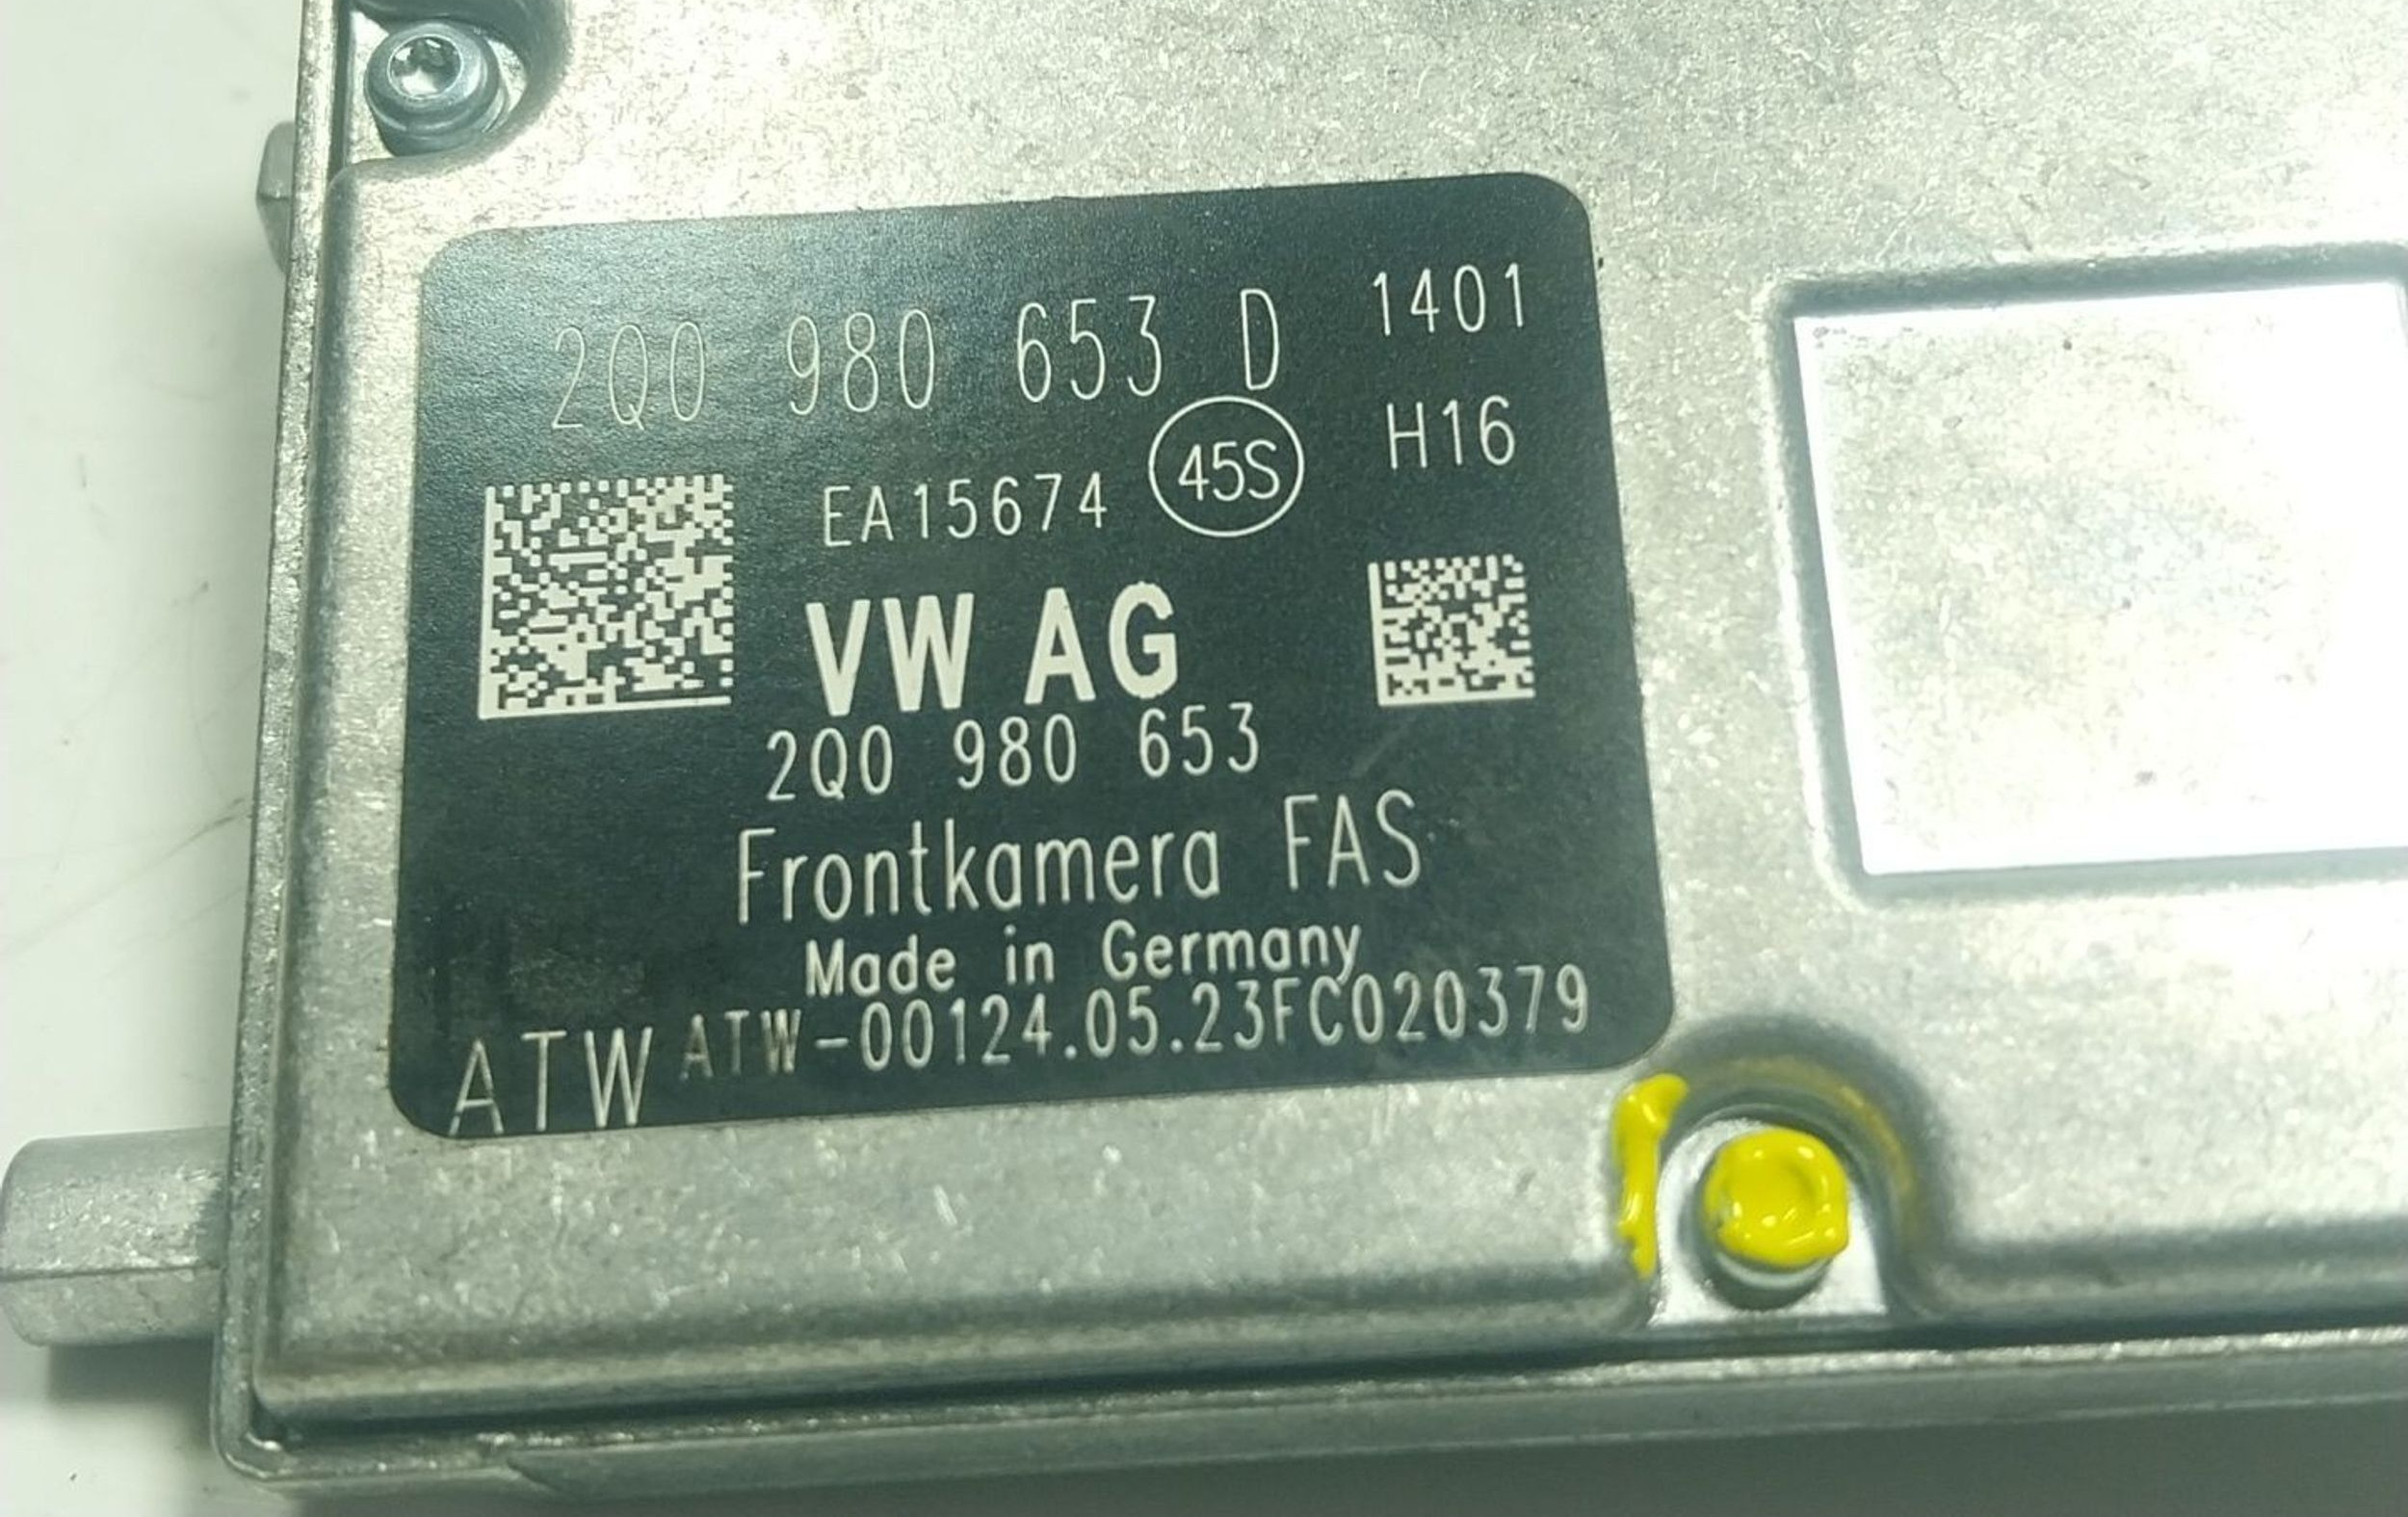 2Q0 980 653 D 1401
EA15674 45S H16
VW AG
2Q0 980 653
Frontkamera FAS
Made in Germany
ATW ATW-00124.05.23FC020379